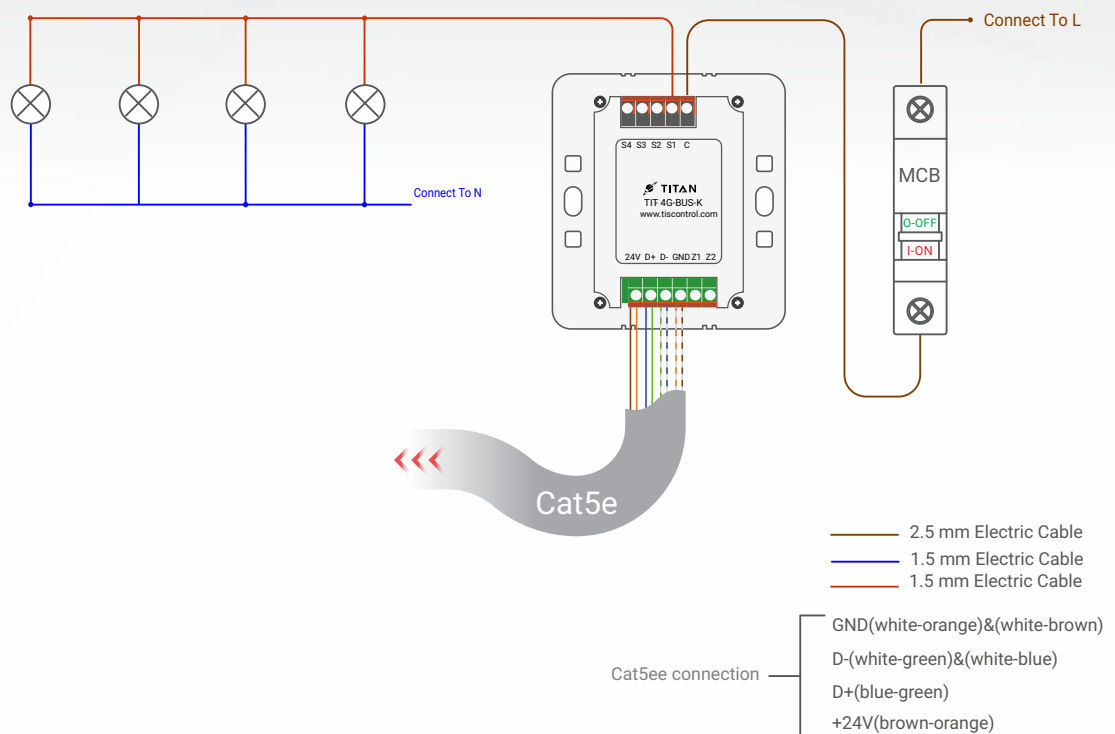 Connect To L
Connect To N
S4 S3 S2 S1 C
TITAN
TIT 4G-BUS-K
www.tiscontrol.com
24V D+ D- GND Z1 Z2
MCB
O-OFF
I-ON
Cat5e
2.5 mm Electric Cable
1.5 mm Electric Cable
1.5 mm Electric Cable
Cat5ee connection
GND(white-orange)&(white-brown)
D-(white-green)&(white-blue)
D+(blue-green)
+24V(brown-orange)